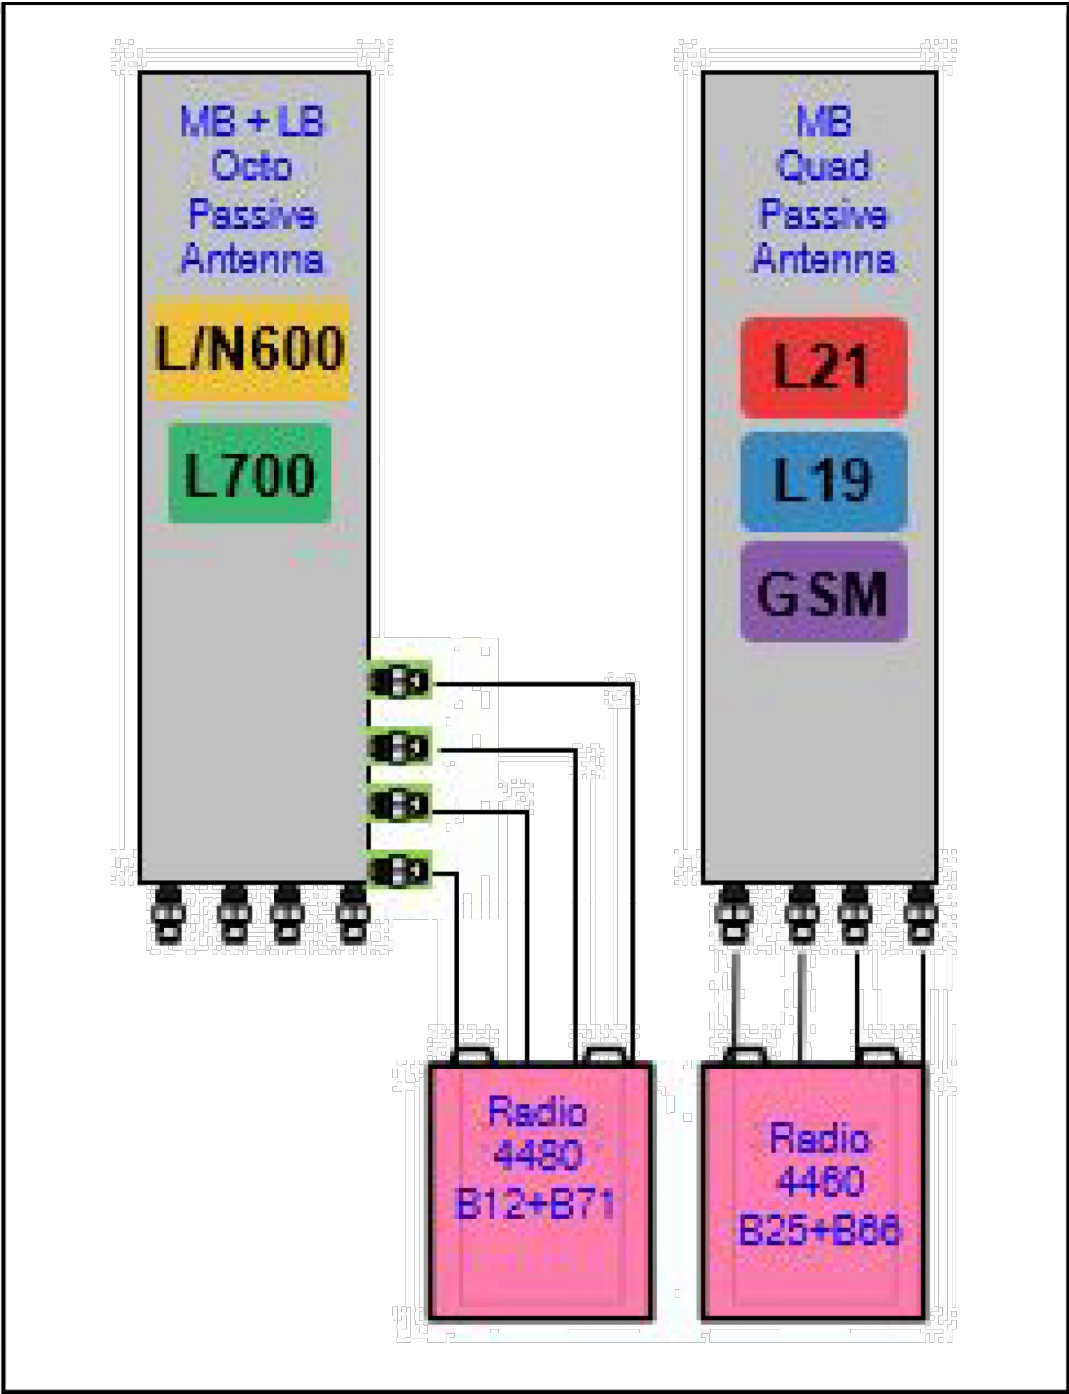 MB + LB
Octo
Passive
Antenna
L/N600
L700
MB
Quad
Passive
Antenna
L21
L19
GSM
Radio
4480
B12+B71
Radio
4460
B25+B66